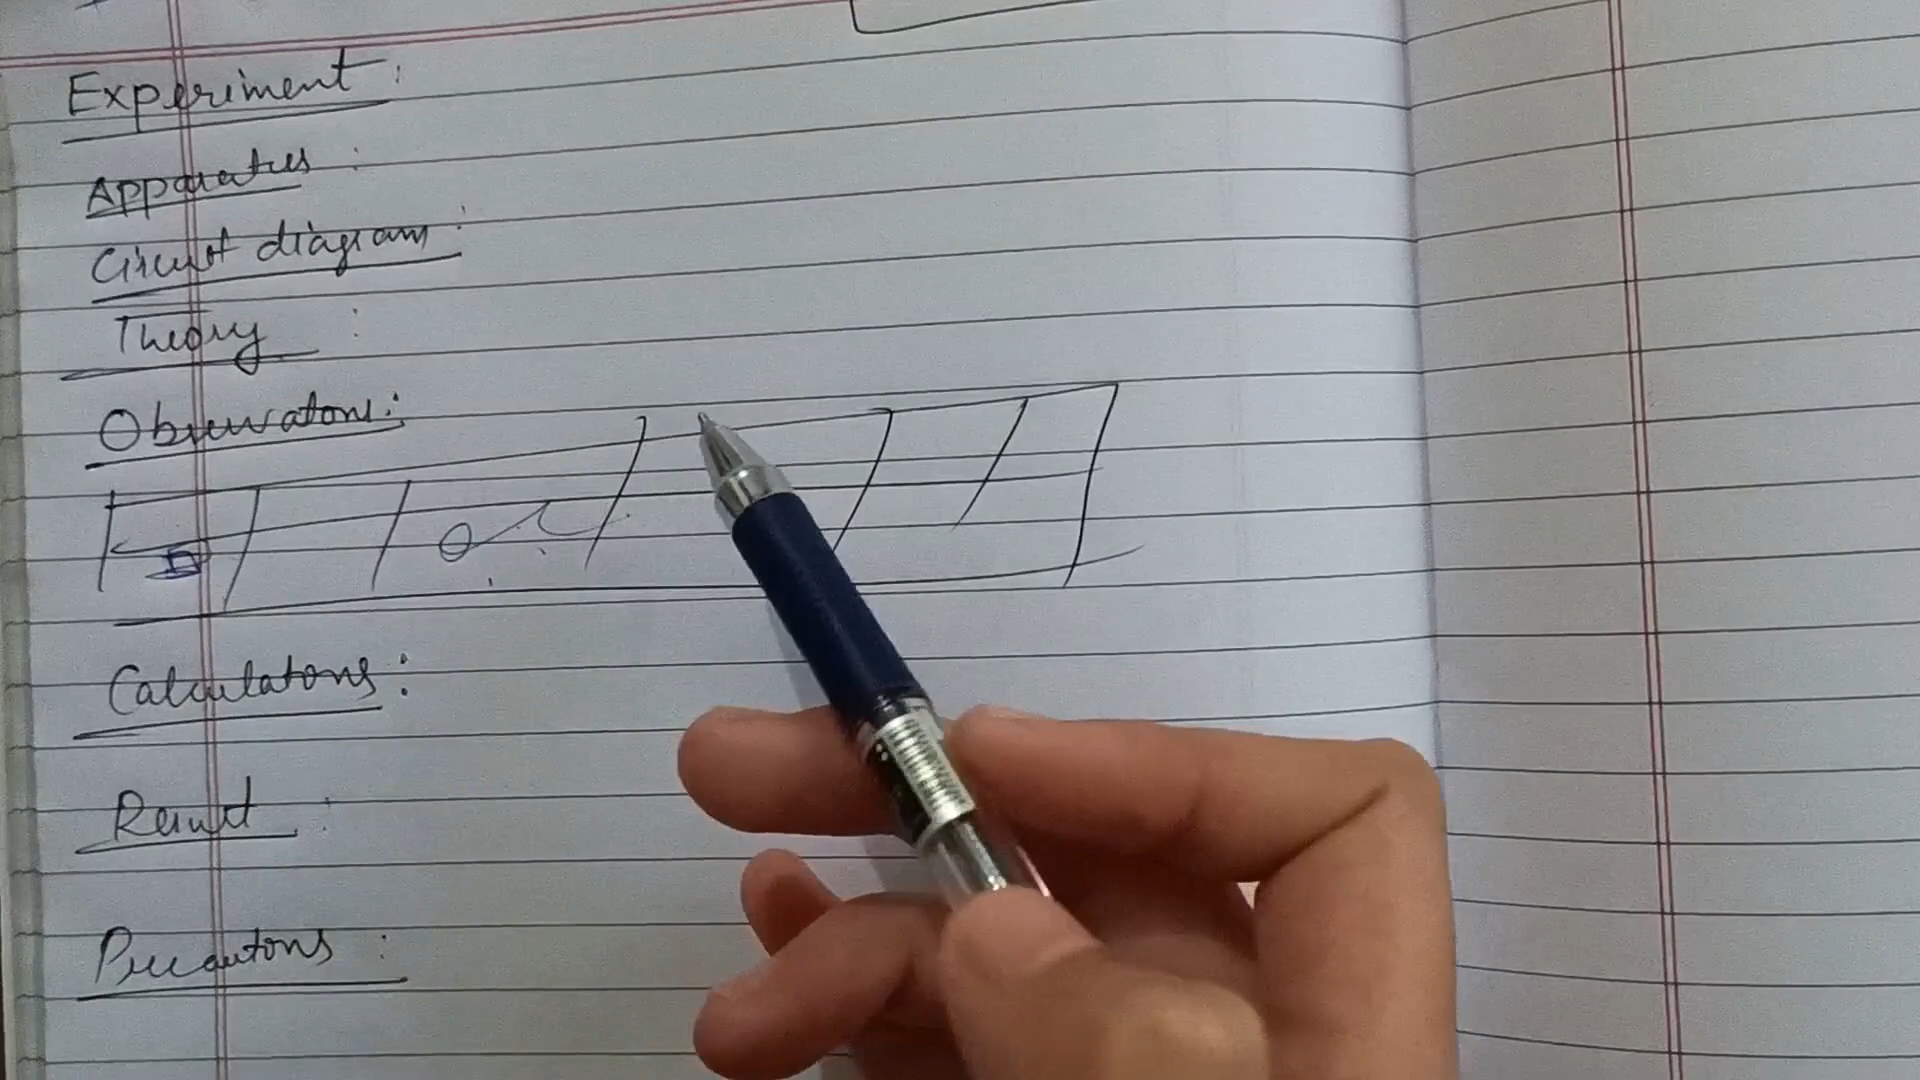 Experiment:
Apparatus :
Circuit diagram:
Theory :
Observations:
Calculations:
Result :
Precautions :